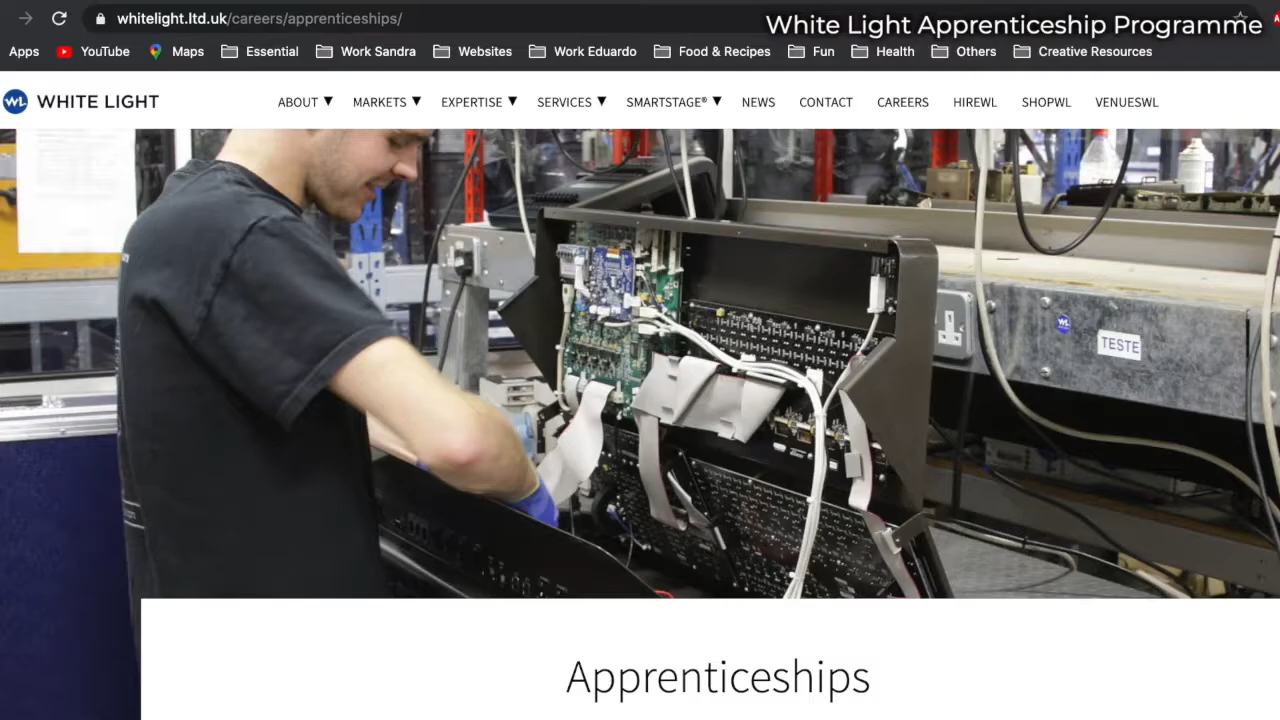 whitelight.ltd.uk/careers/apprenticeships/
White Light Apprenticeship Programme
Apps YouTube Maps Essential Work Sandra Websites Work Eduardo Food & Recipes Fun Health Others Creative Resources
WL WHITE LIGHT ABOUT ▼ MARKETS ▼ EXPERTISE ▼ SERVICES ▼ SMARTSTAGE® ▼ NEWS CONTACT CAREERS HIREWL SHOPWL VENUESWL
WL
TESTE
Apprenticeships